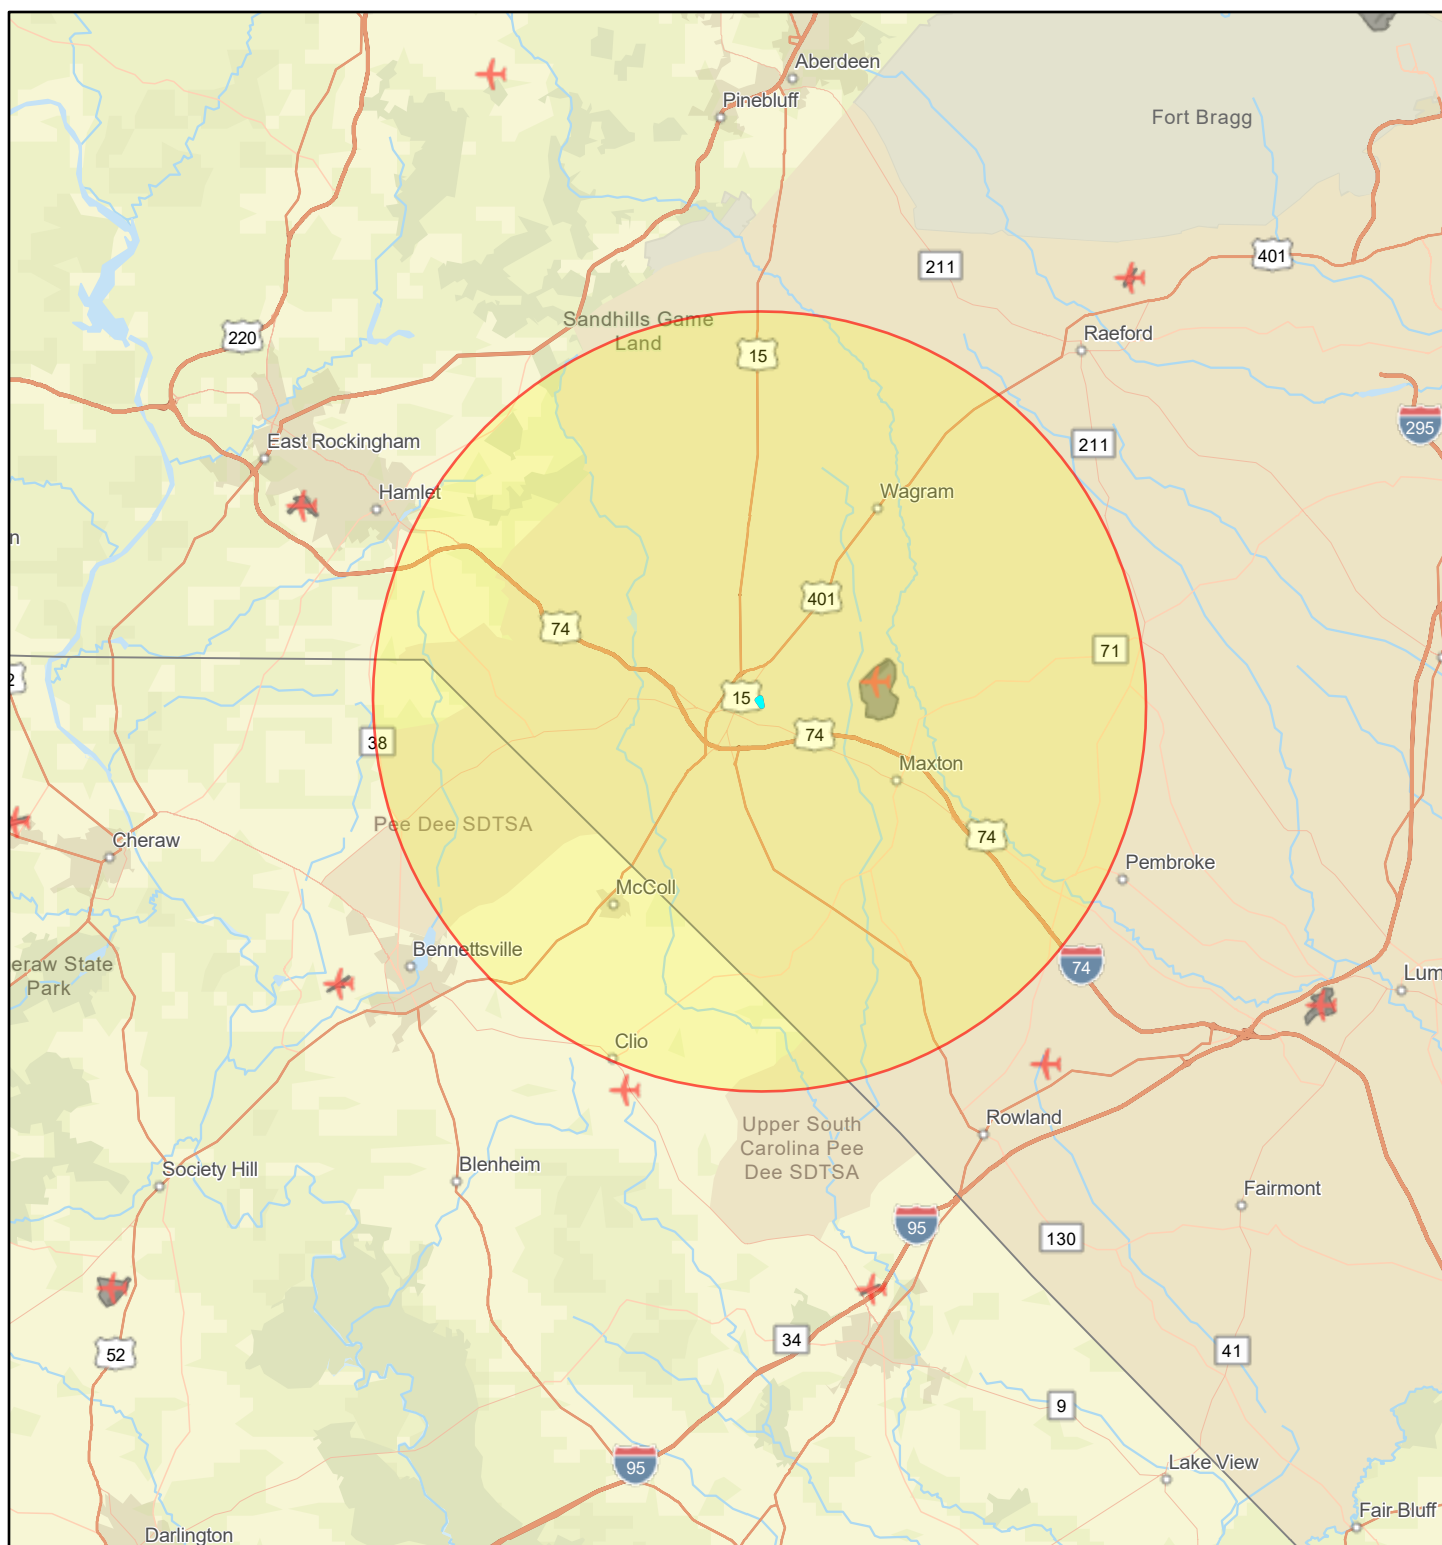 Aberdeen
Pinebluff
Fort Bragg
211
401
Sandhills Game
Land
220
15
Raeford
295
East Rockingham
211
Hamlet
Wagram
n
401
74
71
2
15
74
38
Maxton
Pee Dee SDTSA
74
Cheraw
Pembroke
McColl
Bennettsville
eraw State
Park
74
Lum
Clio
Upper South
Carolina Pee
Dee SDTSA
Rowland
Society Hill
Blenheim
Fairmont
95
130
52
34
41
9
95
Lake View
Fair Bluff
Darlington